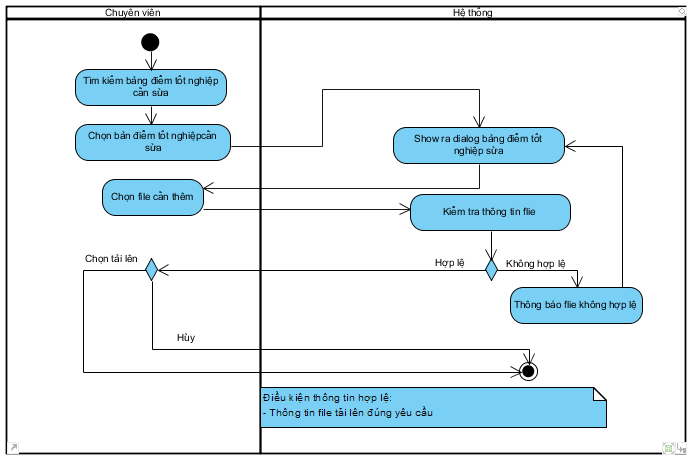 Chuyên viên
Hệ thống
Tìm kiếm bảng điểm tốt nghiệp
cần sửa
Chọn bản điểm tốt nghiệpcần
sửa
Show ra dialog bảng điểm tốt
nghiệp sửa
Chọn file cần thêm
Kiểm tra thông tin flie
Chọn tải lên
Hợp lệ
Không hợp lệ
Thông báo flie không hợp lệ
Hủy
Điều kiện thông tin hợp lệ:
- Thông tin file tải lên đúng yêu cầu